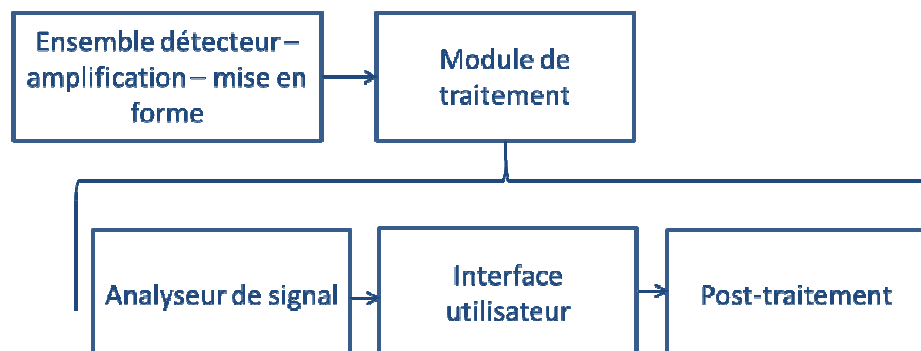 Ensemble détecteur –
amplification – mise en
forme
Module de
traitement
Analyseur de signal
Interface
utilisateur
Post-traitement